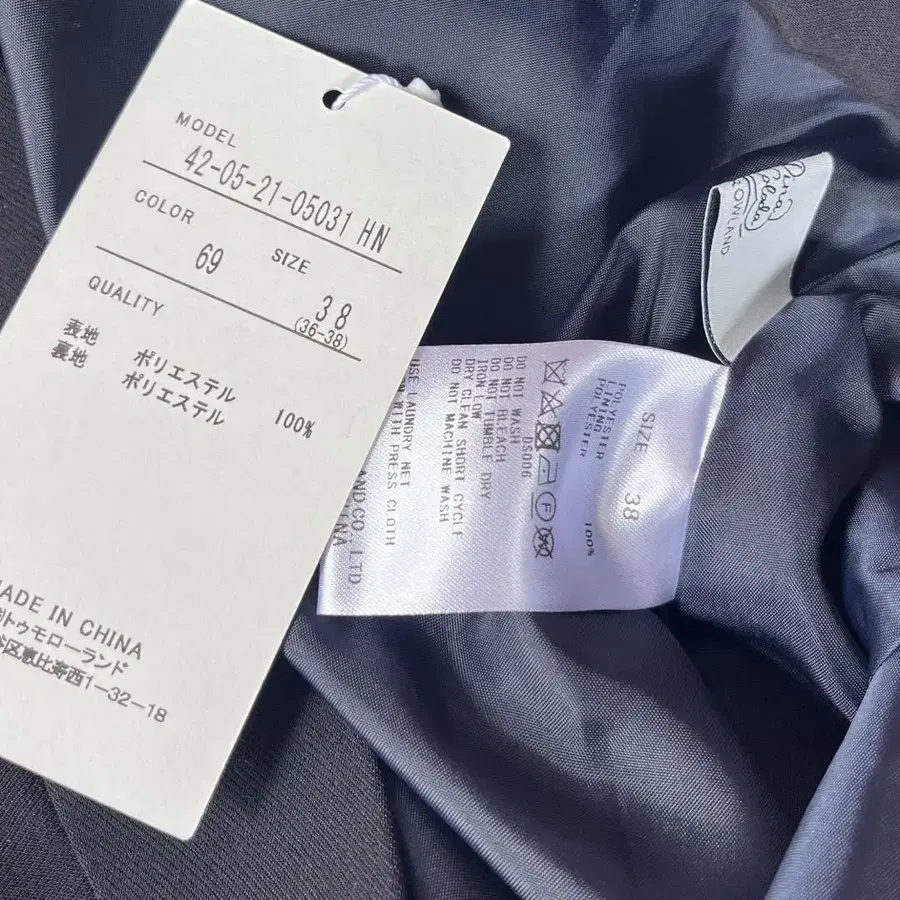 MODEL
42-05-21-05031 HN
COLOR
SIZE
69
38
(36-38)
QUALITY
表地 ポリエステル
裏地 ポリエステル 100%
MADE IN CHINA
トゥモローランド
区恵比寿西1-32-18
OWLAND
SIZE 38
POLYESTER
LINING
POLYESTER 100%
DS006
DO NOT WASH
DO NOT BLEACH
DO NOT TUMBLE DRY
IRON LOW
DRY CLEAN SHORT CYCLE
DO NOT MACHINE WASH
USE LAUNDRY NET
WITH PRESS CLOTH
AND CO., LTD
INA